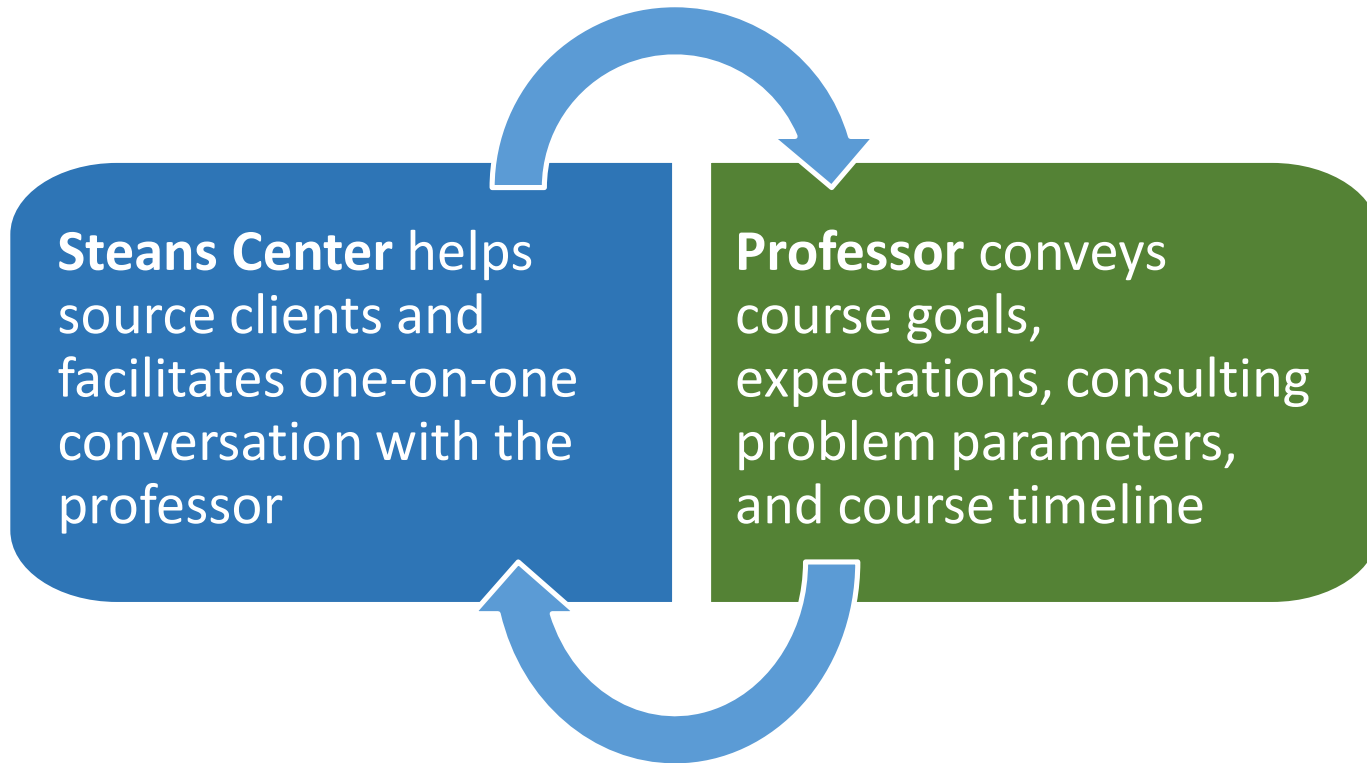 Steans Center helps
source clients and
facilitates one-on-one
conversation with the
professor
Professor conveys
course goals,
expectations, consulting
problem parameters,
and course timeline